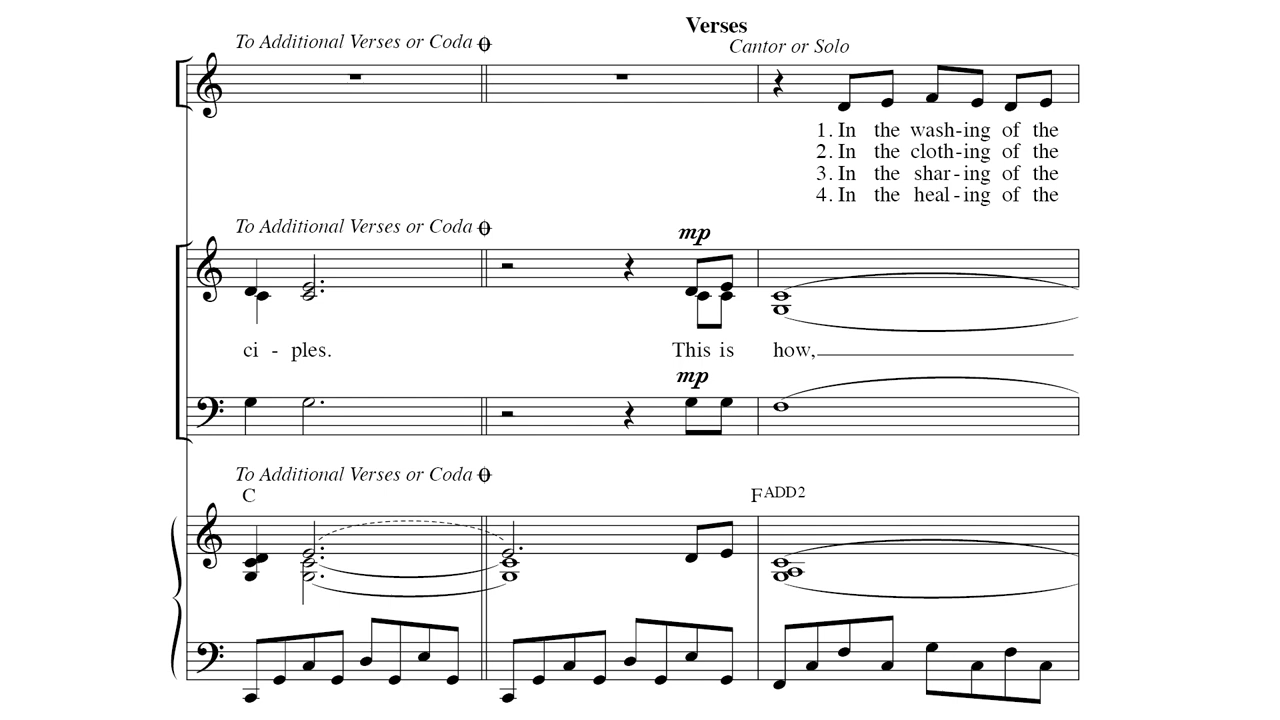 Verses
To Additional Verses or Coda
Cantor or Solo
1. In the wash-ing of the
2. In the cloth-ing of the
3. In the shar-ing of the
4. In the heal-ing of the
To Additional Verses or Coda
mp
ci - ples. This is how,
mp
To Additional Verses or Coda
C FADD2